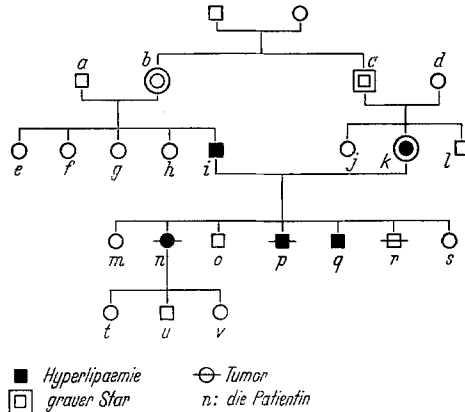 a b c d
e f g h i j k l
m n o p q r s
t u v
Hyperlipaemie Tumor
grauer Star n: die Patientin